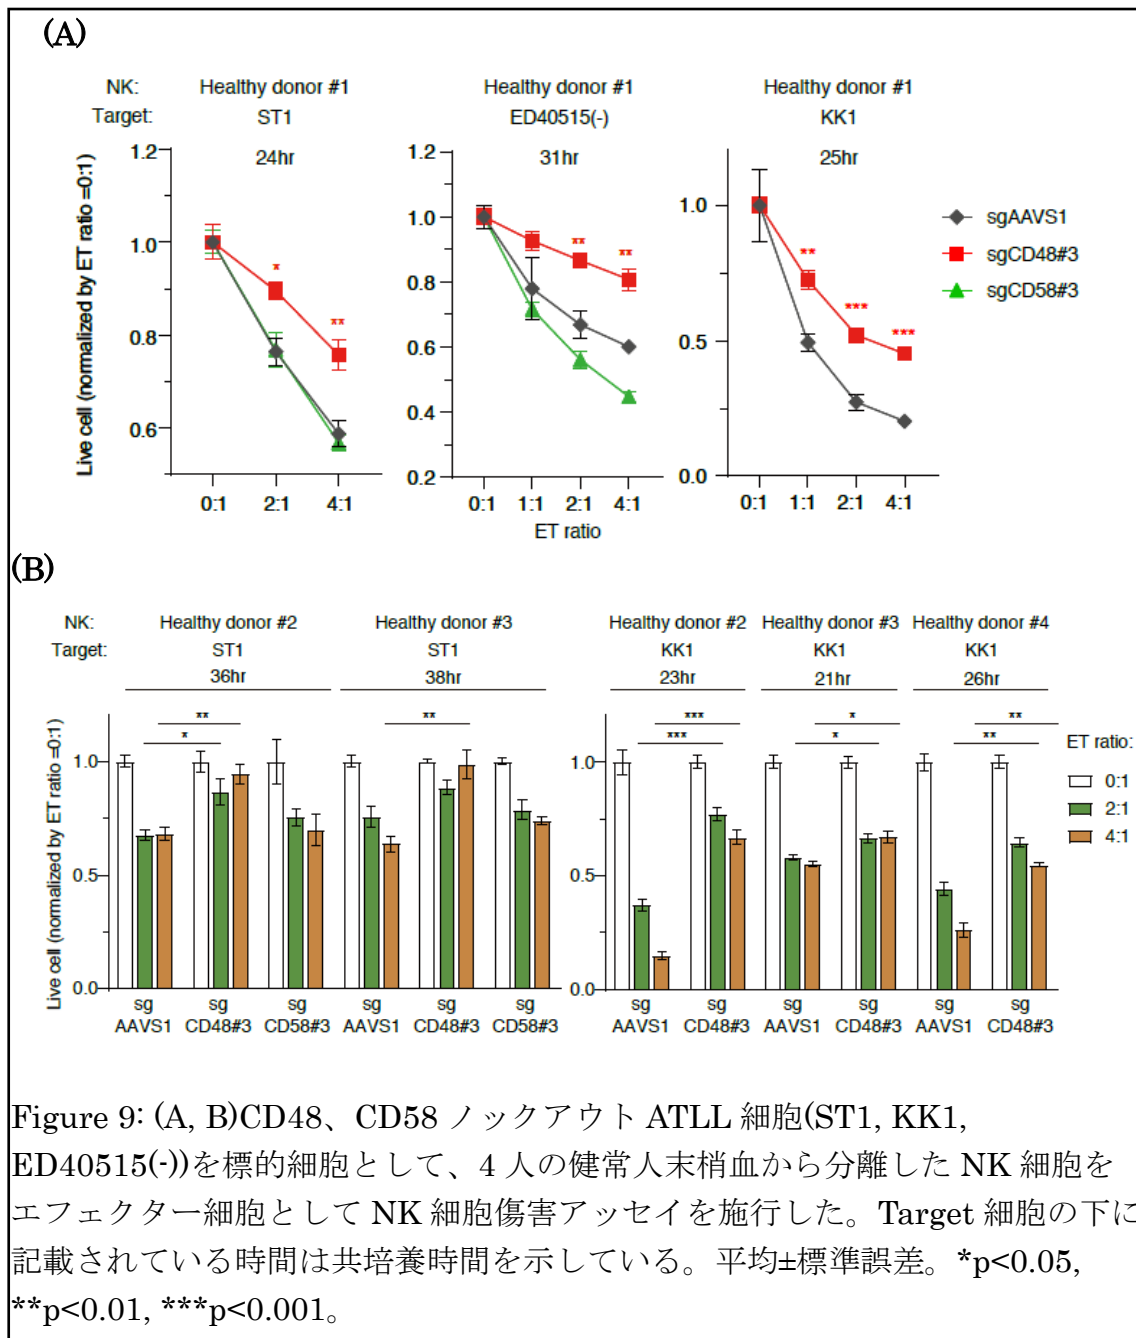 (A)
NK: Healthy donor #1 Healthy donor #1 Healthy donor #1
Target: ST1 ED40515(-) KK1
24hr 31hr 25hr
Live cell (normalized by ET ratio =0:1)
1.2
1.0
0.8
0.6
0:1 2:1 4:1
* **
1.2
1.0
0.8
0.6
0.4
0.2
0:1 1:1 2:1 4:1
** **
ET ratio
1.0
0.5
0.0
0:1 1:1 2:1 4:1
** *** ***
sgAAVS1
sgCD48#3
sgCD58#3
(B)
NK: Healthy donor #2 Healthy donor #3 Healthy donor #2 Healthy donor #3 Healthy donor #4
Target: ST1 ST1 KK1 KK1 KK1
36hr 38hr 23hr 21hr 26hr
** ** *** * **
* *** * **
Live cell (normalized by ET ratio =0:1)
1.0
0.5
0.0
1.0
0.5
0.0
ET ratio:
0:1
2:1
4:1
sg sg sg sg sg sg sg sg sg sg sg sg
AAVS1 CD48#3 CD58#3 AAVS1 CD48#3 CD58#3 AAVS1 CD48#3 AAVS1 CD48#3 AAVS1 CD48#3
Figure 9: (A, B)CD48、CD58 ノックアウト ATLL 細胞(ST1, KK1,
ED40515(-))を標的細胞として、4 人の健常人末梢血から分離した NK 細胞を
エフェクター細胞として NK 細胞傷害アッセイを施行した。Target 細胞の下に
記載されている時間は共培養時間を示している。平均±標準誤差。*p<0.05,
**p<0.01, ***p<0.001。